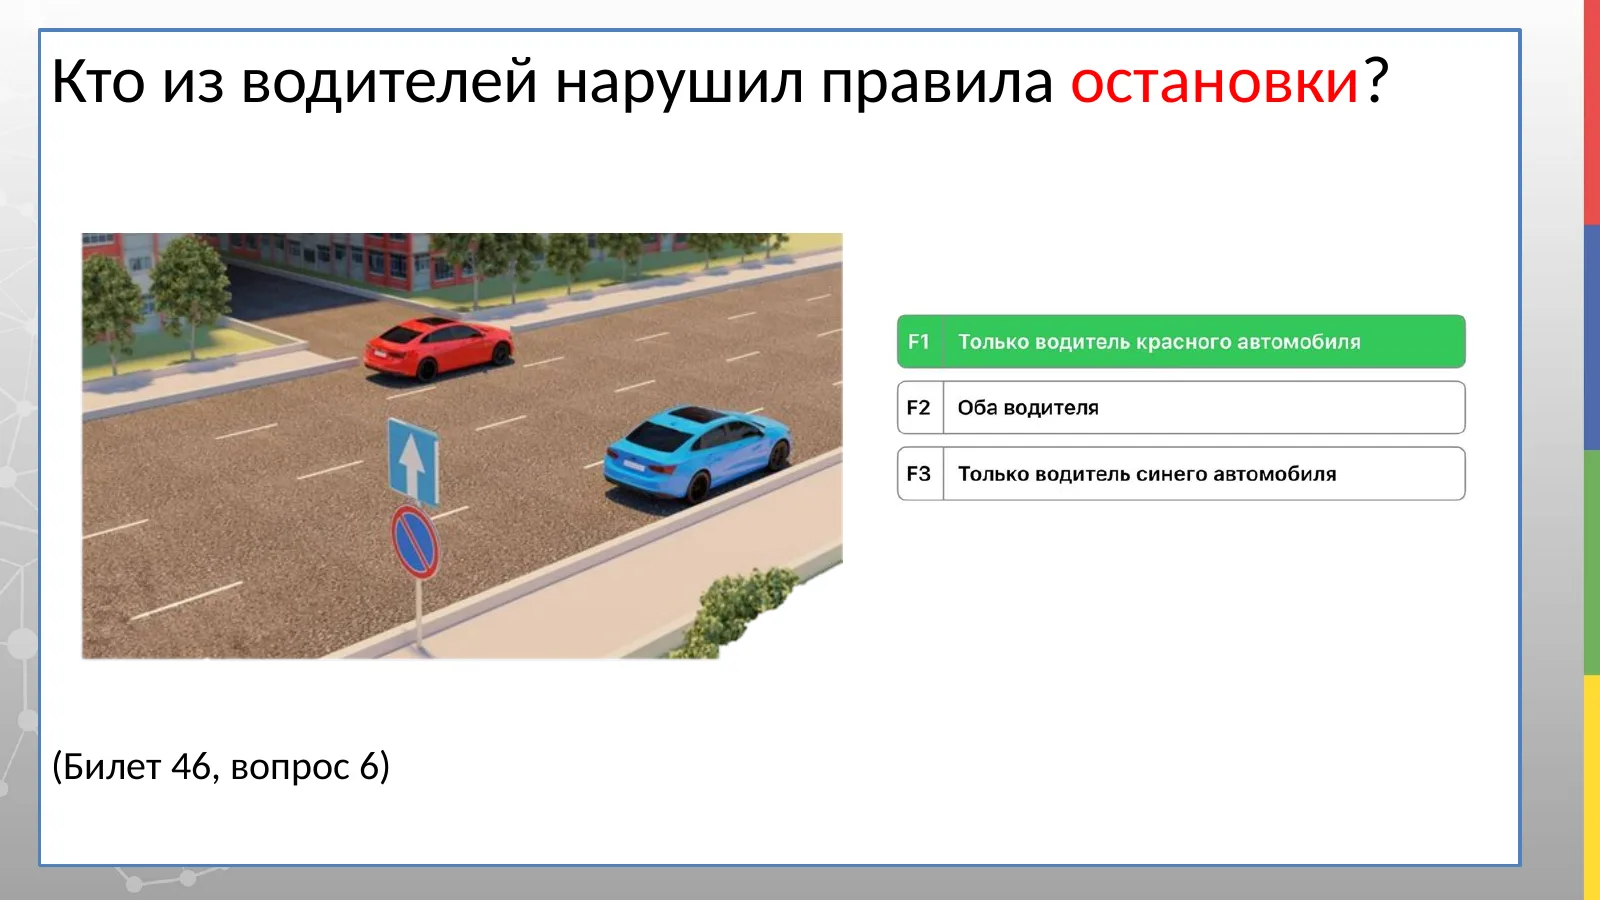 Кто из водителей нарушил правила остановки?
F1 Только водитель красного автомобиля
F2 Оба водителя
F3 Только водитель синего автомобиля
(Билет 46, вопрос 6)